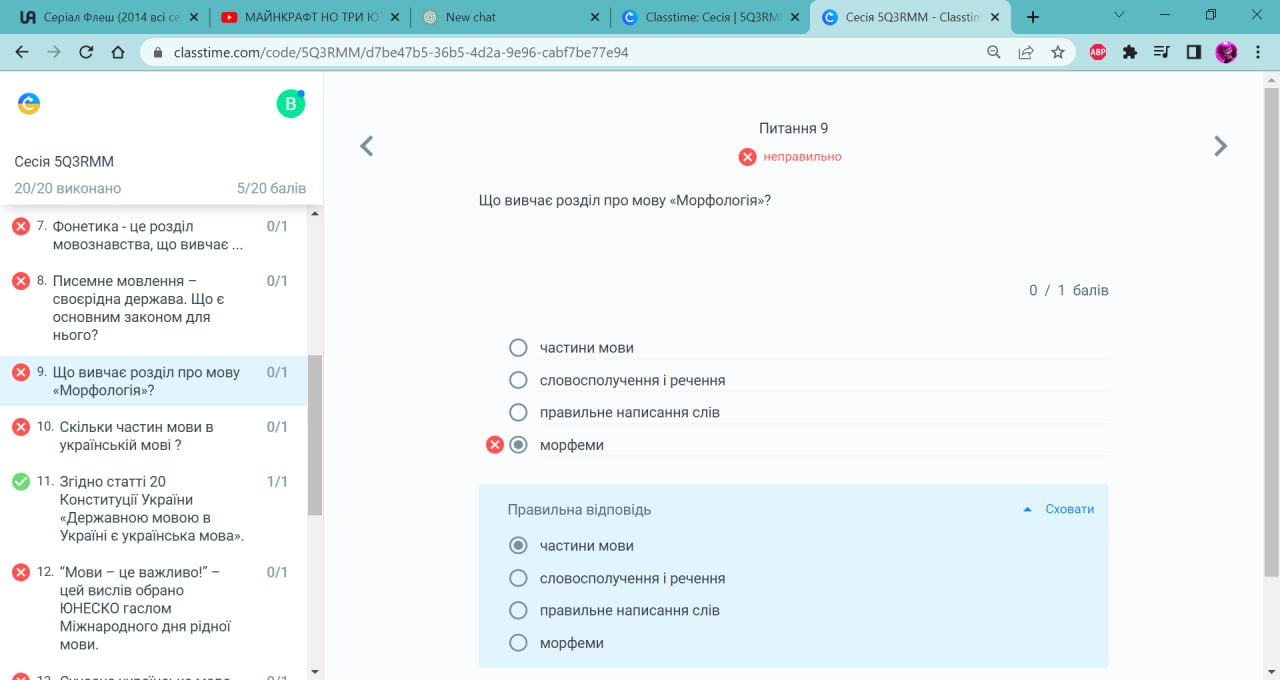 Серіал Флеш (2014 всі се
МАЙНКРАФТ НО ТРИ Ю
New chat
Classtime: Сесія | 5Q3RM
Сесія 5Q3RMM - Classtim
classtime.com/code/5Q3RMM/d7be47b5-36b5-4d2a-9e96-cabf7be77e94
ABP
B
Сесія 5Q3RMM
20/20 виконано 5/20 балів
7. Фонетика - це розділ 0/1
мовознавства, що вивчає ...
8. Писемне мовлення – 0/1
своєрідна держава. Що є
основним законом для
нього?
9. Що вивчає розділ про мову 0/1
«Морфологія»?
10. Скільки частин мови в 0/1
українській мові ?
11. Згідно статті 20 1/1
Конституції України
«Державною мовою в
Україні є українська мова».
12. “Мови – це важливо!” – 0/1
цей вислів обрано
ЮНЕСКО гаслом
Міжнародного дня рідної
мови.
Питання 9
неправильно
Що вивчає розділ про мову «Морфологія»?
0 / 1 балів
частини мови
словосполучення і речення
правильне написання слів
морфеми
Правильна відповідь Сховати
частини мови
словосполучення і речення
правильне написання слів
морфеми